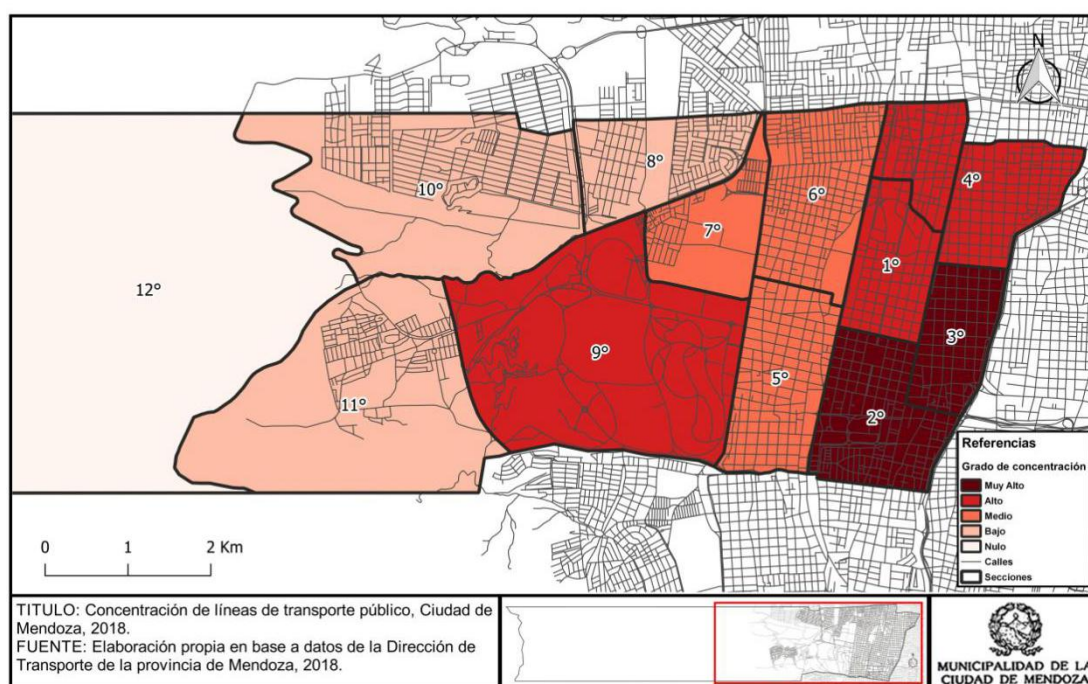 N
8°
4°
10°
6°
7°
1°
12°
3°
9°
5°
11°
2°
Referencias
Grado de concentración
Muy Alto
Alto
Medio
Bajo
Nulo
Calles
Secciones
0 1 2 Km
TITULO: Concentración de líneas de transporte público, Ciudad de
Mendoza, 2018.
FUENTE: Elaboración propia en base a datos de la Dirección de
Transporte de la provincia de Mendoza, 2018.
MUNICIPALIDAD DE LA
CIUDAD DE MENDOZA